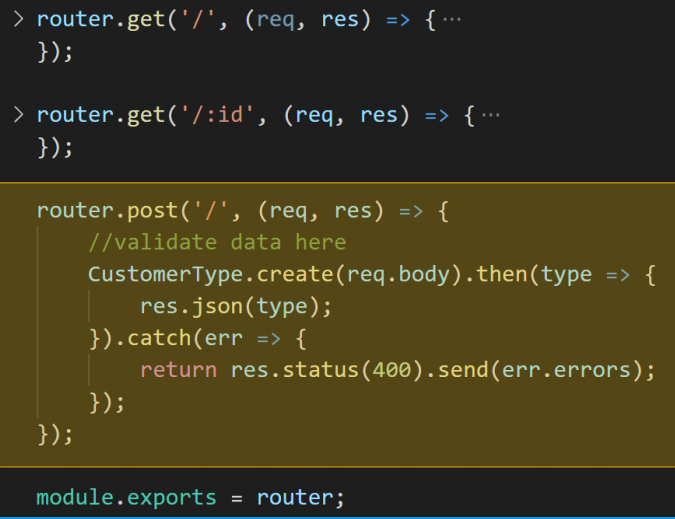 router.get('/', (req, res) => {···
});
router.get('/:id', (req, res) => {···
});
router.post('/', (req, res) => {
//validate data here
CustomerType.create(req.body).then(type => {
res.json(type);
}).catch(err => {
return res.status(400).send(err.errors);
});
});
module.exports = router;